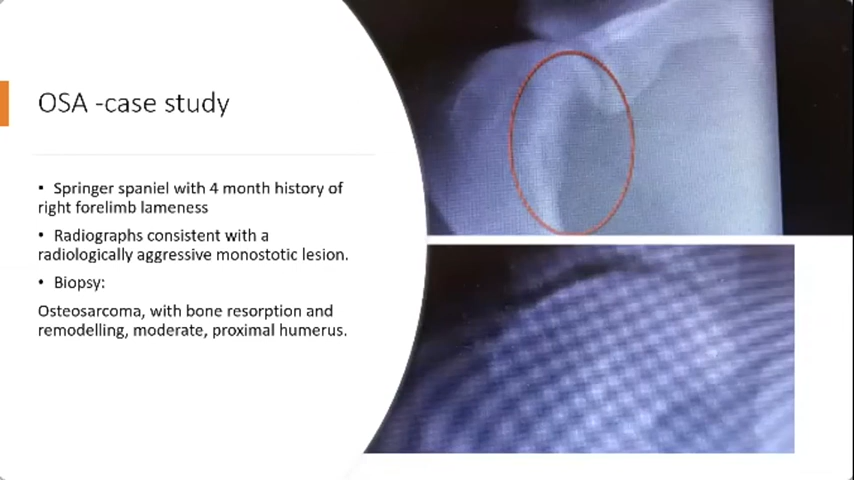 OSA -case study
• Springer spaniel with 4 month history of
right forelimb lameness
• Radiographs consistent with a
radiologically aggressive monostotic lesion.
• Biopsy:
Osteosarcoma, with bone resorption and
remodelling, moderate, proximal humerus.